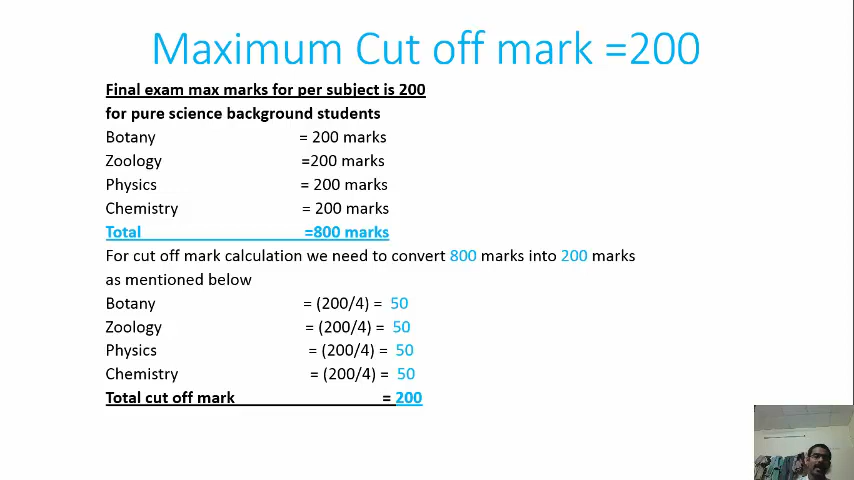 Maximum Cut off mark =200
Final exam max marks for per subject is 200
for pure science background students
Botany = 200 marks
Zoology =200 marks
Physics = 200 marks
Chemistry = 200 marks
Total =800 marks
For cut off mark calculation we need to convert 800 marks into 200 marks
as mentioned below
Botany = (200/4) = 50
Zoology = (200/4) = 50
Physics = (200/4) = 50
Chemistry = (200/4) = 50
Total cut off mark = 200